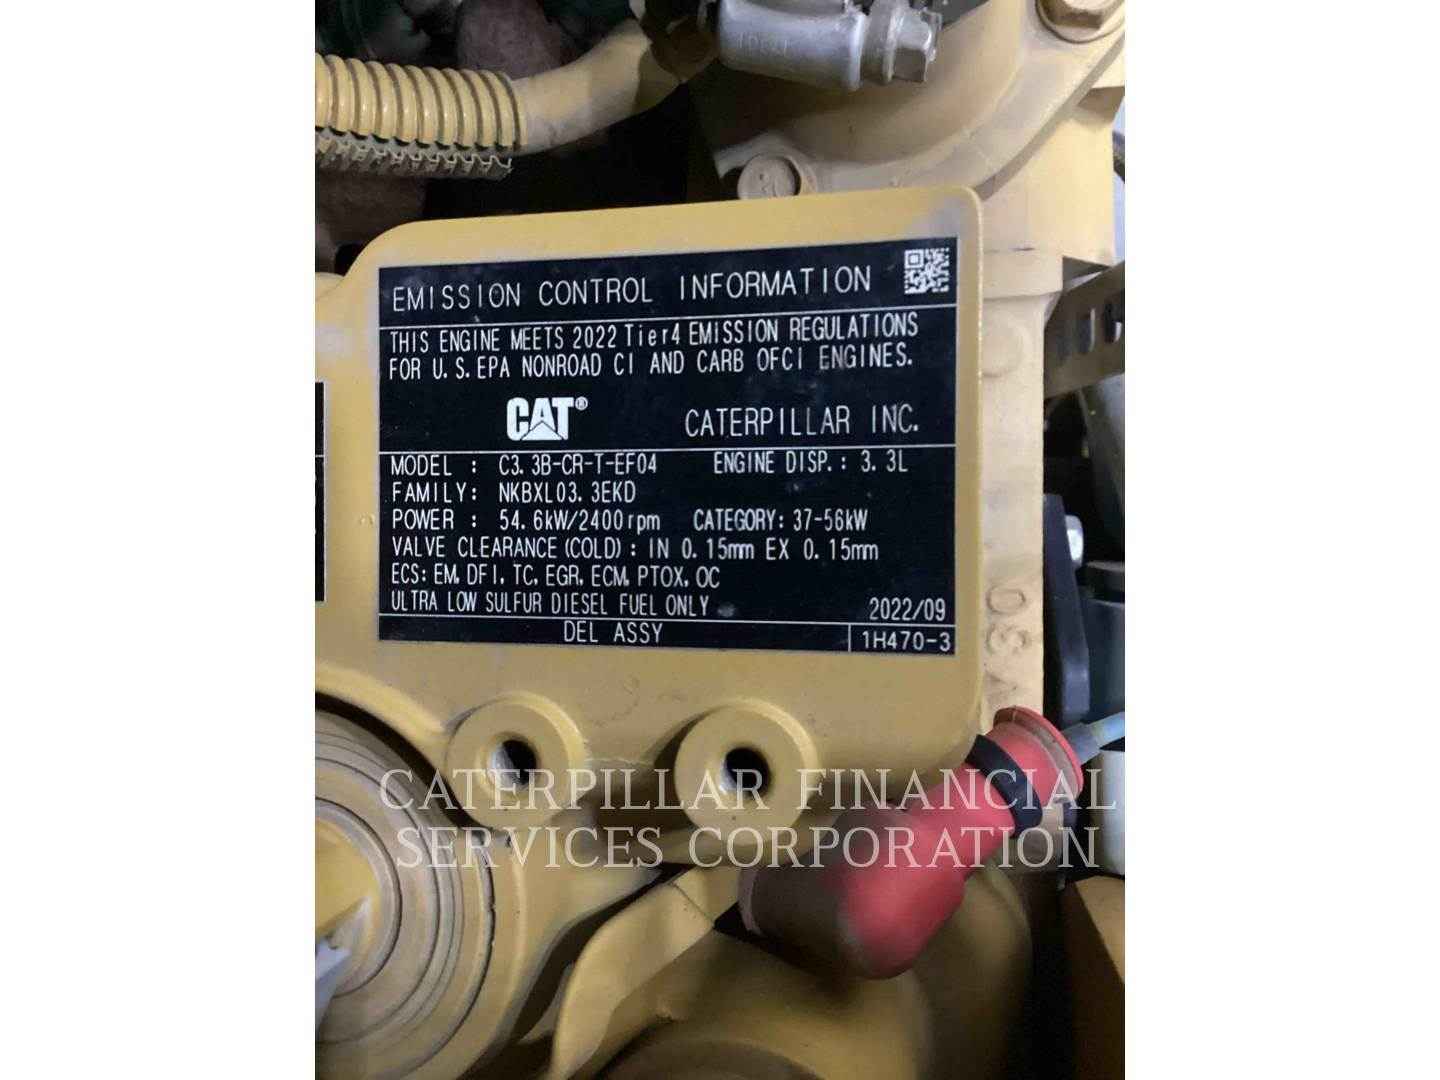 IDEAL
EMISSION CONTROL INFORMATION
THIS ENGINE MEETS 2022 Tier4 EMISSION REGULATIONS
FOR U.S.EPA NONROAD CI AND CARB OFCI ENGINES.
CAT® CATERPILLAR INC.
MODEL : C3.3B-CR-T-EF04 ENGINE DISP.: 3.3L
FAMILY: NKBXL03.3EKD
POWER : 54.6kW/2400rpm CATEGORY: 37-56kW
VALVE CLEARANCE (COLD) : IN 0.15mm EX 0.15mm
ECS: EM, DFI, TC, EGR, ECM, PTOX, OC
ULTRA LOW SULFUR DIESEL FUEL ONLY 2022/09
DEL ASSY 1H470-3
V30
CATERPILLAR FINANCIAL
SERVICES CORPORATION